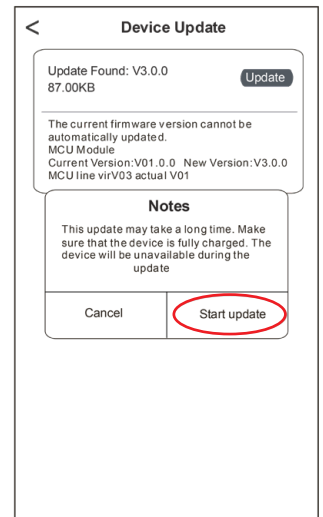 < Device Update
Update Found: V3.0.0
87.00KB
Update
The current firmware version cannot be
automatically updated.
MCU Module
Current Version:V01.0.0 New Version:V3.0.0
MCU line virV03 actual V01
Notes
This update may take a long time. Make
sure that the device is fully charged. The
device will be unavailable during the
update
Cancel
Start update